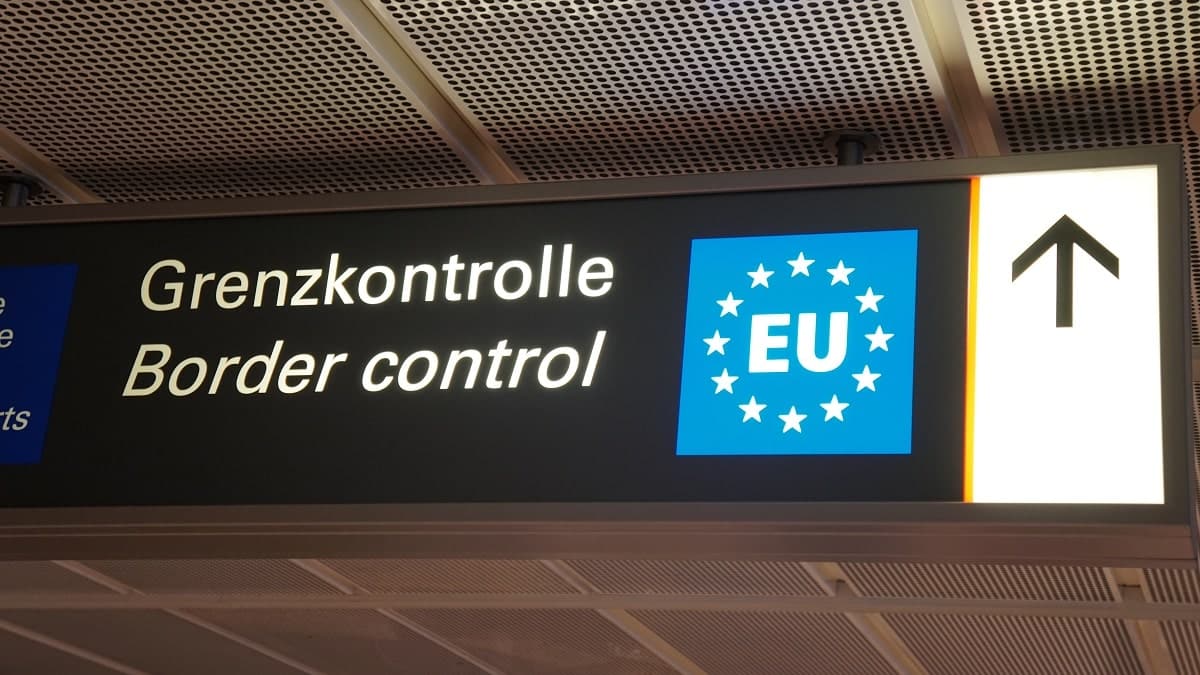 Grenzkontrolle
Border control
EU